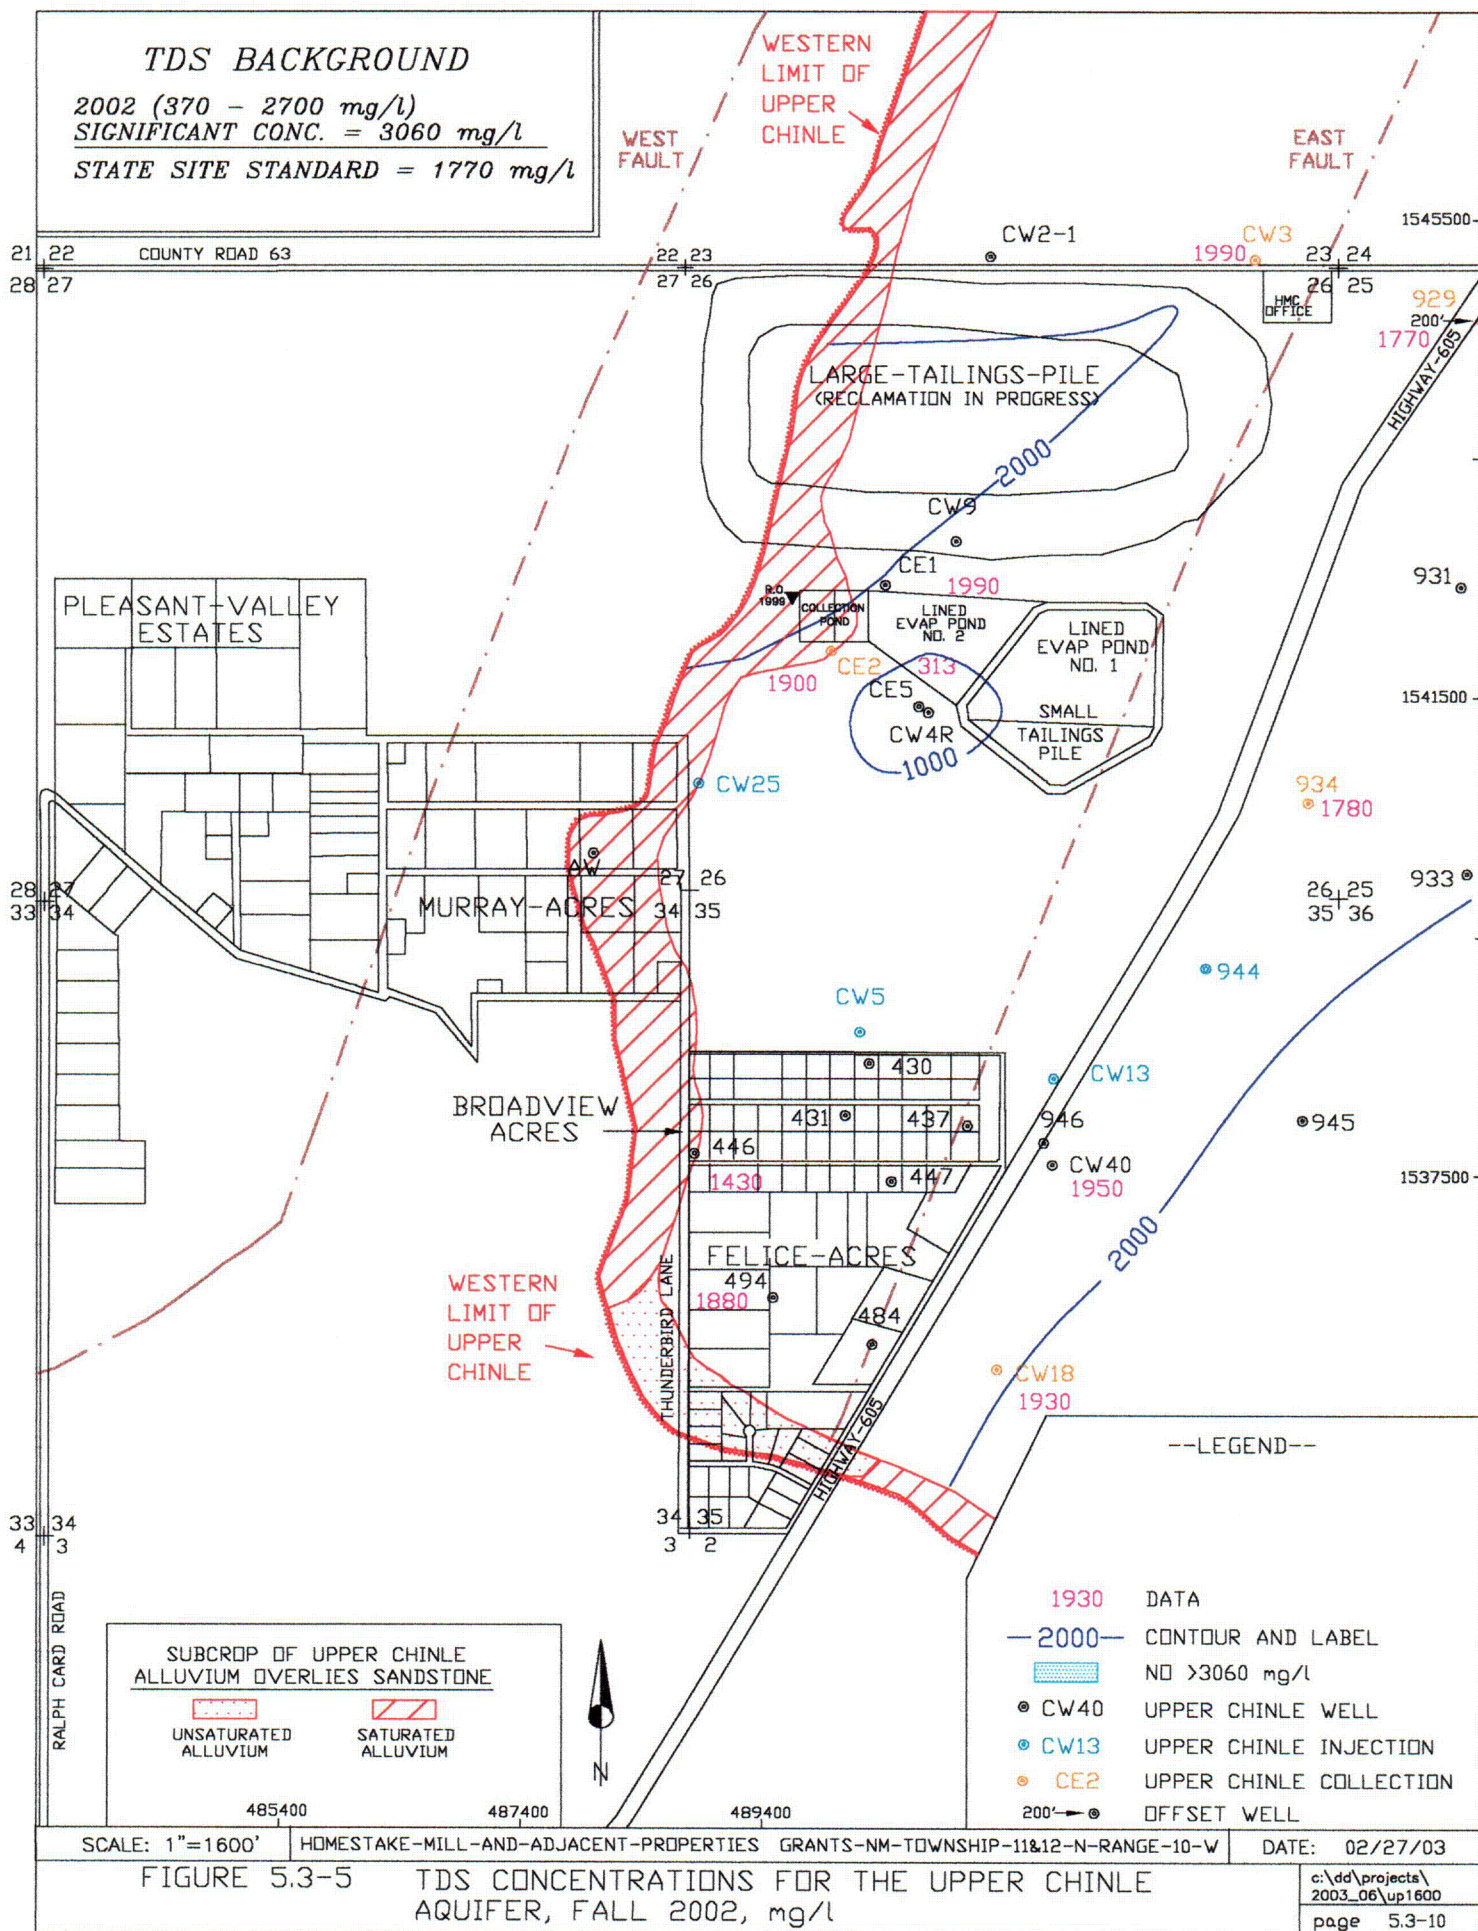 TDS BACKGROUND
2002 (370 - 2700 mg/l)
SIGNIFICANT CONC. = 3060 mg/l
STATE SITE STANDARD = 1770 mg/l
WESTERN
LIMIT OF
UPPER
CHINLE
WEST
FAULT
EAST
FAULT
1545500
21 22
28 27
COUNTY ROAD 63
22 23
27 26
CW2-1
CW3
1990
23 24
26 25
HMC
OFFICE
929
200'
1770
HIGHWAY-605
LARGE-TAILINGS-PILE
(RECLAMATION IN PROGRESS)
2000
CW9
CE1
1990
931
R.O.
1999
COLLECTION
POND
LINED
EVAP POND
NO. 2
LINED
EVAP POND
NO. 1
PLEASANT-VALLEY
ESTATES
CE2
313
1900
CE5
CW4R
1000
SMALL
TAILINGS
PILE
1541500
CW25
934
1780
AW
28 27
33 34
27 26
34 35
MURRAY-ACRES
933
26 25
35 36
944
CW5
430
CW13
BROADVIEW
ACRES
431
437
946
945
446
1430
447
CW40
1950
1537500
2000
FELICE-ACRES
494
1880
484
WESTERN
LIMIT OF
UPPER
CHINLE
THUNDERBIRD LANE
CW18
1930
HIGHWAY-605
33 34
4 3
34 35
3 2
RALPH CARD ROAD
--LEGEND--
1930 DATA
2000 CONTOUR AND LABEL
NO >3060 mg/l
CW40 UPPER CHINLE WELL
CW13 UPPER CHINLE INJECTION
CE2 UPPER CHINLE COLLECTION
200' OFFSET WELL
SUBCROP OF UPPER CHINLE
ALLUVIUM OVERLIES SANDSTONE
UNSATURATED
ALLUVIUM
SATURATED
ALLUVIUM
N
485400
487400
489400
SCALE: 1"=1600'
HOMESTAKE-MILL-AND-ADJACENT-PROPERTIES GRANTS-NM-TOWNSHIP-11&12-N-RANGE-10-W
DATE: 02/27/03
FIGURE 5.3-5 TDS CONCENTRATIONS FOR THE UPPER CHINLE
AQUIFER, FALL 2002, mg/l
c:\dd\projects\
2003_06\up1600
page 5.3-10